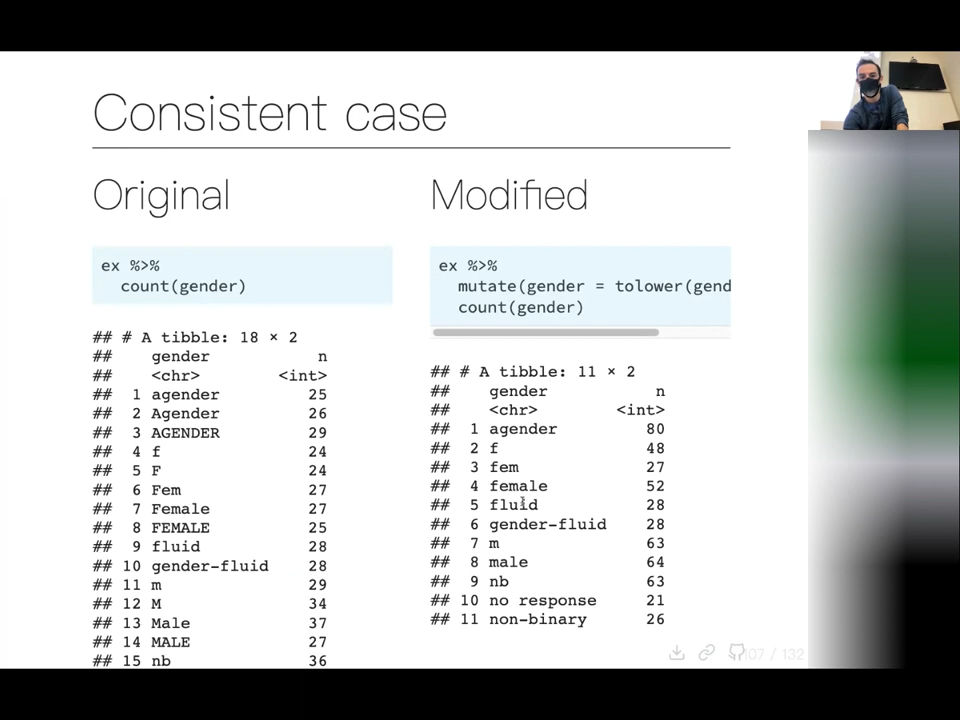 Consistent case
Original
ex %>%
count(gender)
## # A tibble: 18 × 2
## gender n
## <chr> <int>
## 1 agender 25
## 2 Agender 26
## 3 AGENDER 29
## 4 f 24
## 5 F 24
## 6 Fem 27
## 7 Female 27
## 8 FEMALE 25
## 9 fluid 28
## 10 gender-fluid 28
## 11 m 29
## 12 M 34
## 13 Male 37
## 14 MALE 27
## 15 nb 36
Modified
ex %>%
mutate(gender = tolower(gend
count(gender)
## # A tibble: 11 × 2
## gender n
## <chr> <int>
## 1 agender 80
## 2 f 48
## 3 fem 27
## 4 female 52
## 5 fluid 28
## 6 gender-fluid 28
## 7 m 63
## 8 male 64
## 9 nb 63
## 10 no response 21
## 11 non-binary 26
107 / 132